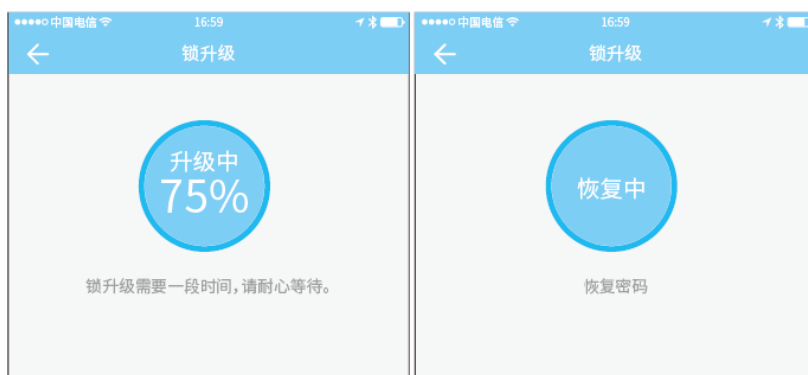 中国电信 16:59
锁升级
升级中
75%
锁升级需要一段时间,请耐心等待。
中国电信 16:59
锁升级
恢复中
恢复密码